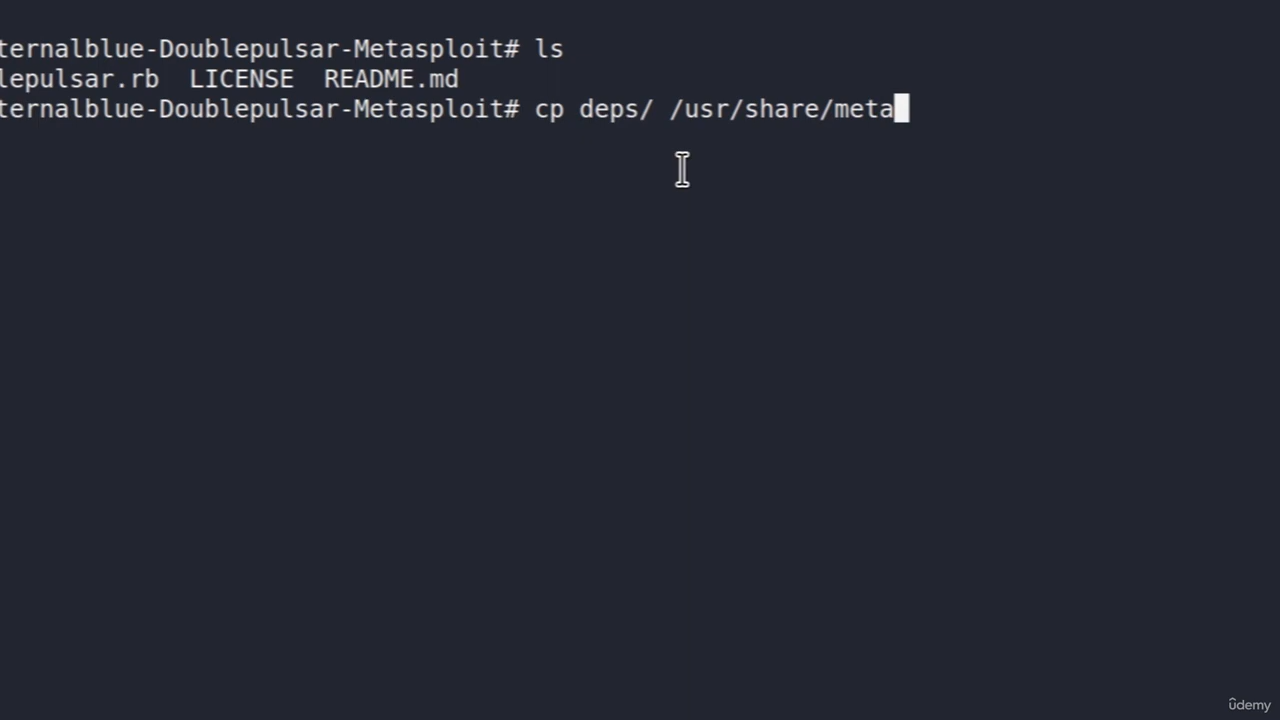 ternalblue-Doublepulsar-Metasploit# ls
lepulsar.rb  LICENSE  README.md
ternalblue-Doublepulsar-Metasploit# cp deps/ /usr/share/meta
ûdemy